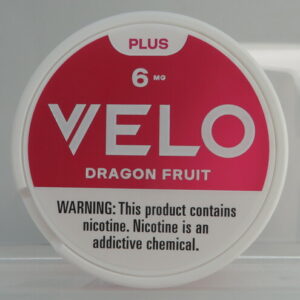 PLUS
6 MG
VELO
DRAGON FRUIT
WARNING: This product contains
nicotine. Nicotine is an
addictive chemical.